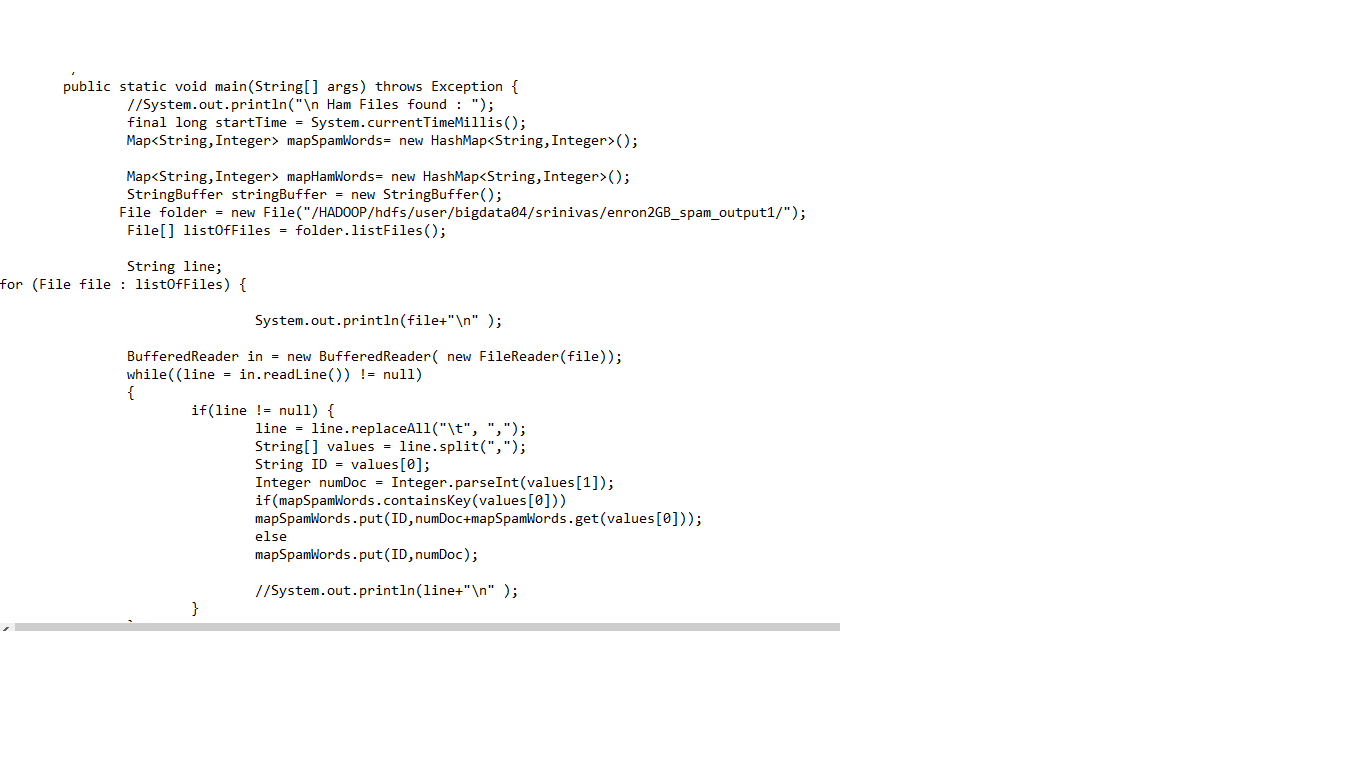 public static void main(String[] args) throws Exception {
//System.out.println("\n Ham Files found : ");
final long startTime = System.currentTimeMillis();
Map<String,Integer> mapSpamWords= new HashMap<String,Integer>();
Map<String,Integer> mapHamWords= new HashMap<String,Integer>();
StringBuffer stringBuffer = new StringBuffer();
File folder = new File("/HADOOP/hdfs/user/bigdata04/srinivas/enron2GB_spam_output1/");
File[] listOfFiles = folder.listFiles();
String line;
for (File file : listOfFiles) {
System.out.println(file+"\n" );
BufferedReader in = new BufferedReader( new FileReader(file));
while((line = in.readLine()) != null)
{
if(line != null) {
line = line.replaceAll("\t", ",");
String[] values = line.split(",");
String ID = values[0];
Integer numDoc = Integer.parseInt(values[1]);
if(mapSpamWords.containsKey(values[0]))
mapSpamWords.put(ID,numDoc+mapSpamWords.get(values[0]));
else
mapSpamWords.put(ID,numDoc);
//System.out.println(line+"\n" );
}